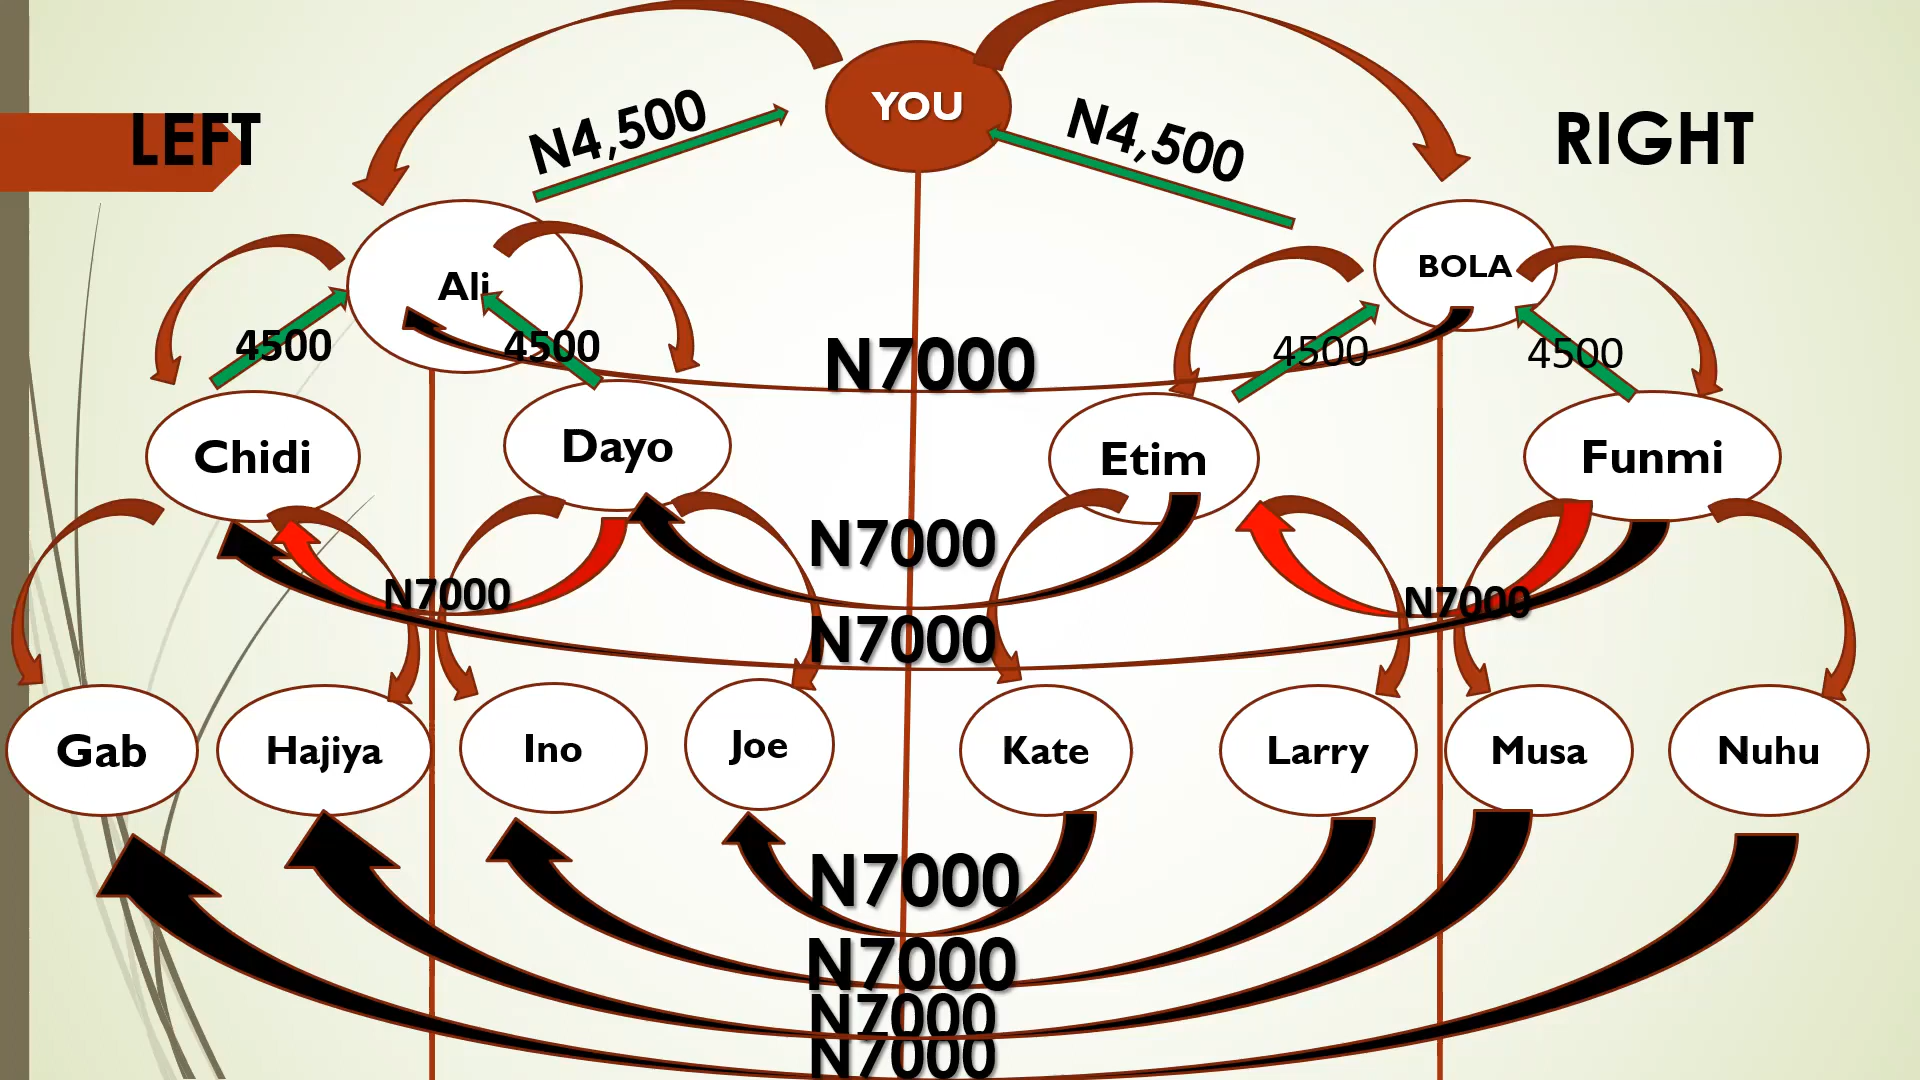 YOU
LEFT
RIGHT
N4,500
N4,500
Ali
BOLA
4500
4500
N7000
4500
4500
Chidi
Dayo
Etim
Funmi
N7000
N7000
N7000
N7000
Gab
Hajiya
Ino
Joe
Kate
Larry
Musa
Nuhu
N7000
N7000
N7000
N7000